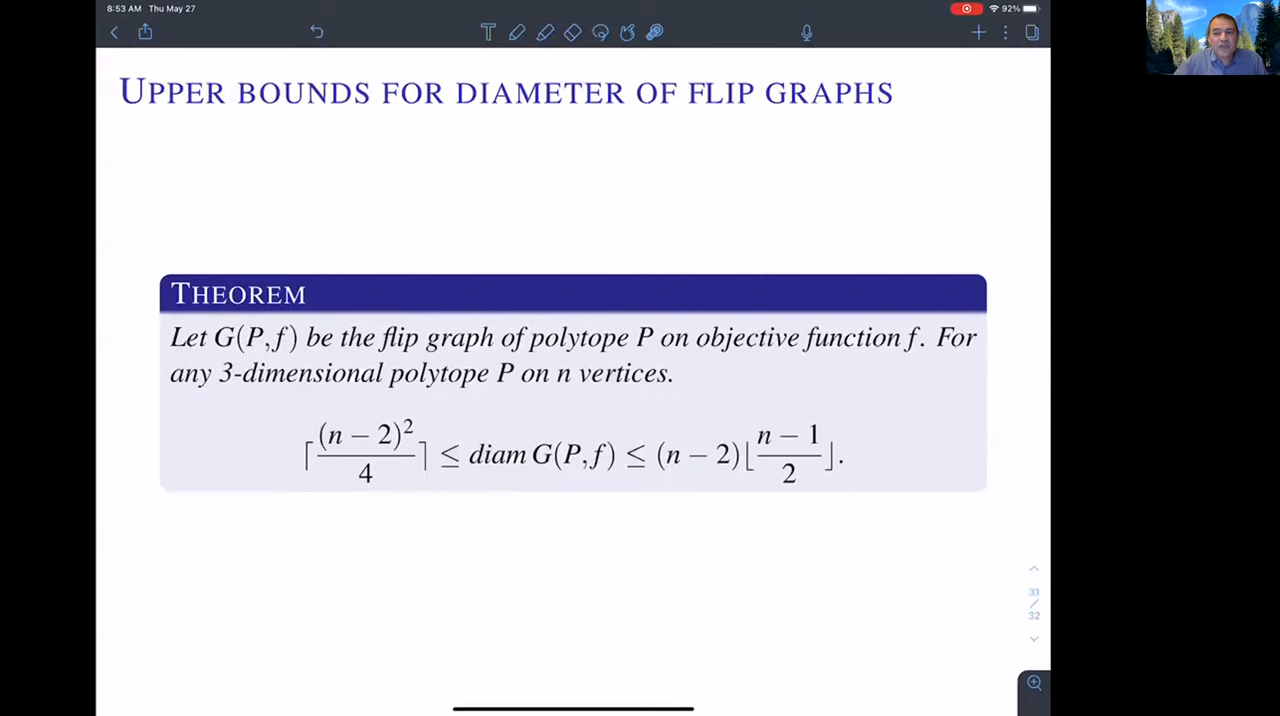 8:53 AM Thu May 27
92%
UPPER BOUNDS FOR DIAMETER OF FLIP GRAPHS
THEOREM
Let G(P, f) be the flip graph of polytope P on objective function f. For
any 3-dimensional polytope P on n vertices.
⌈(n − 2)²/4⌉ ≤ diam G(P, f) ≤ (n − 2)⌊(n − 1)/2⌋.
31
/
32